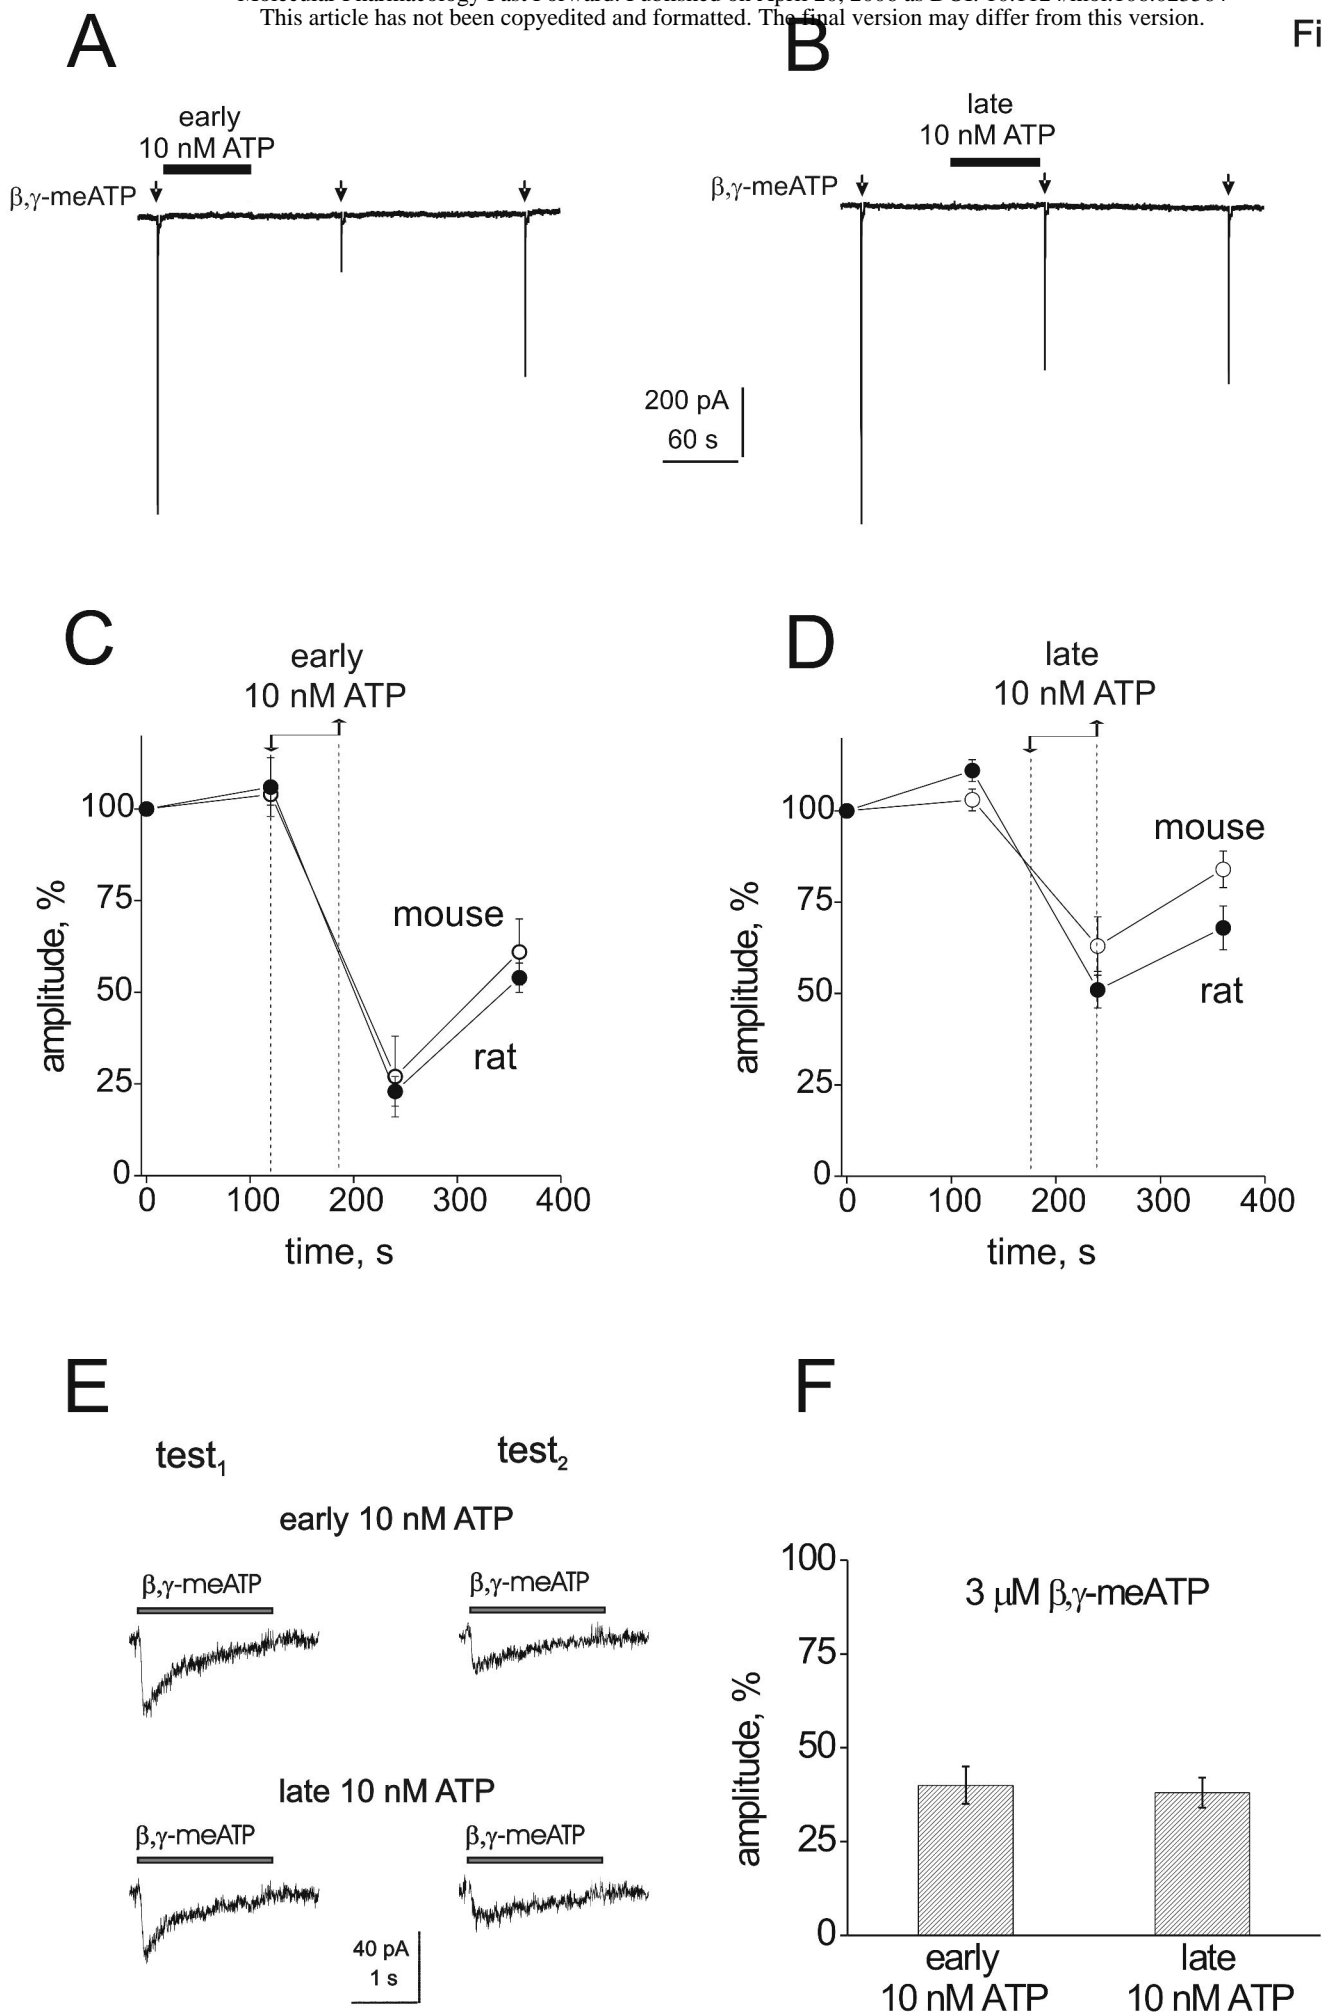 This article has not been copyedited and formatted. The final version may differ from this version.
A
B
Fi
early
10 nM ATP
β,γ-meATP
late
10 nM ATP
β,γ-meATP
200 pA
60 s
C
early
10 nM ATP
100
75
50
25
0
amplitude, %
mouse
rat
0 100 200 300 400
time, s
D
late
10 nM ATP
100
75
50
25
0
amplitude, %
mouse
rat
0 100 200 300 400
time, s
E
test1 test2
early 10 nM ATP
β,γ-meATP β,γ-meATP
late 10 nM ATP
β,γ-meATP β,γ-meATP
40 pA
1 s
F
3 μM β,γ-meATP
100
75
50
25
0
amplitude, %
early late
10 nM ATP 10 nM ATP